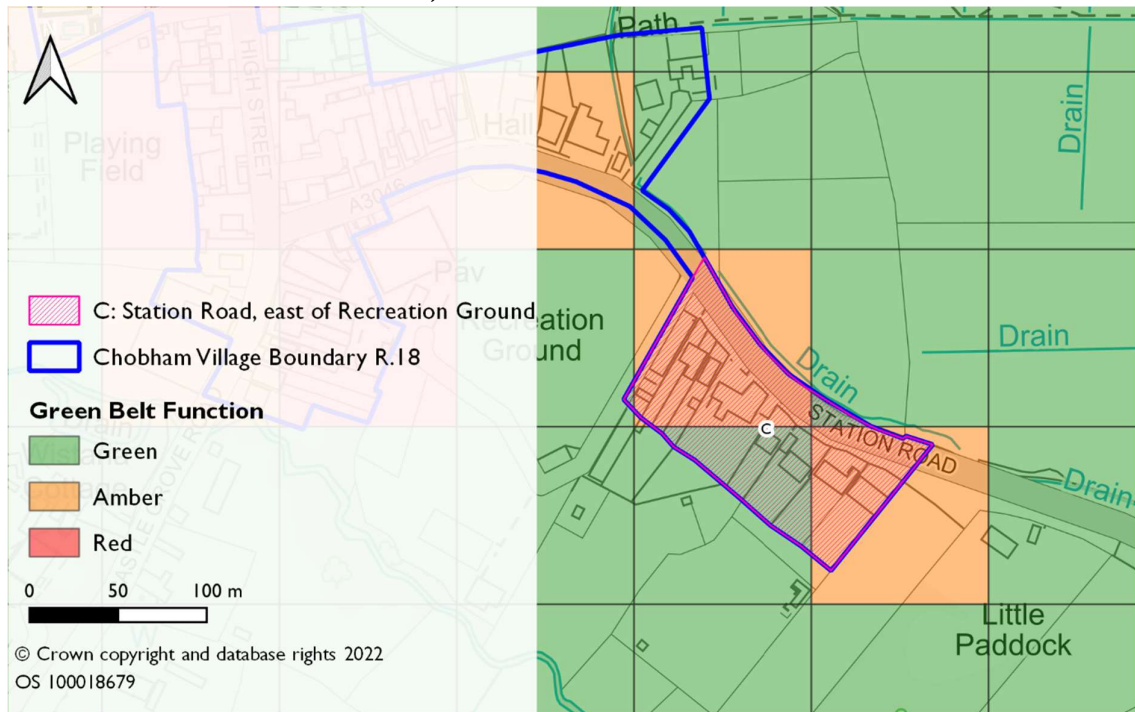 Path
HIGH STREET
Playing
Field
Hall
A3046
Drain
Pav
C: Station Road, east of Recreation Ground
Recreation
Ground
Chobham Village Boundary R.18
Drain
Drain
Green Belt Function
Green
Amber
Red
C
STATION ROAD
Drain
Drain
0 50 100 m
Little
Paddock
© Crown copyright and database rights 2022
OS 100018679